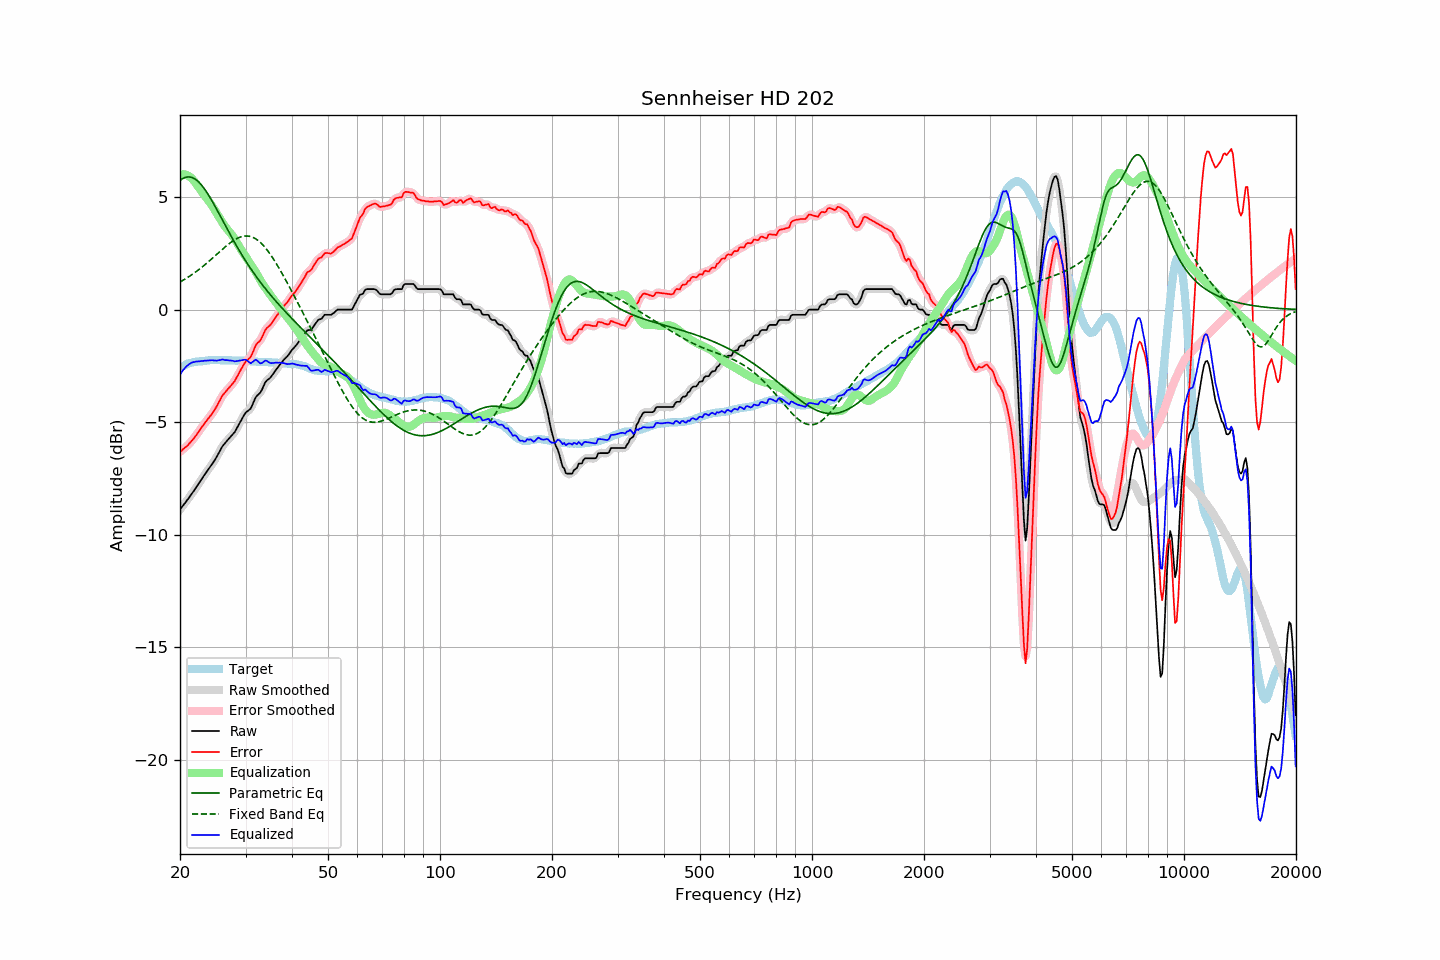 Sennheiser HD 202
Amplitude (dBr)
5
0
−5
−10
−15
−20
Target
Raw Smoothed
Error Smoothed
Raw
Error
Equalization
Parametric Eq
Fixed Band Eq
Equalized
20 50 100 200 500 1000 2000 5000 10000 20000
Frequency (Hz)